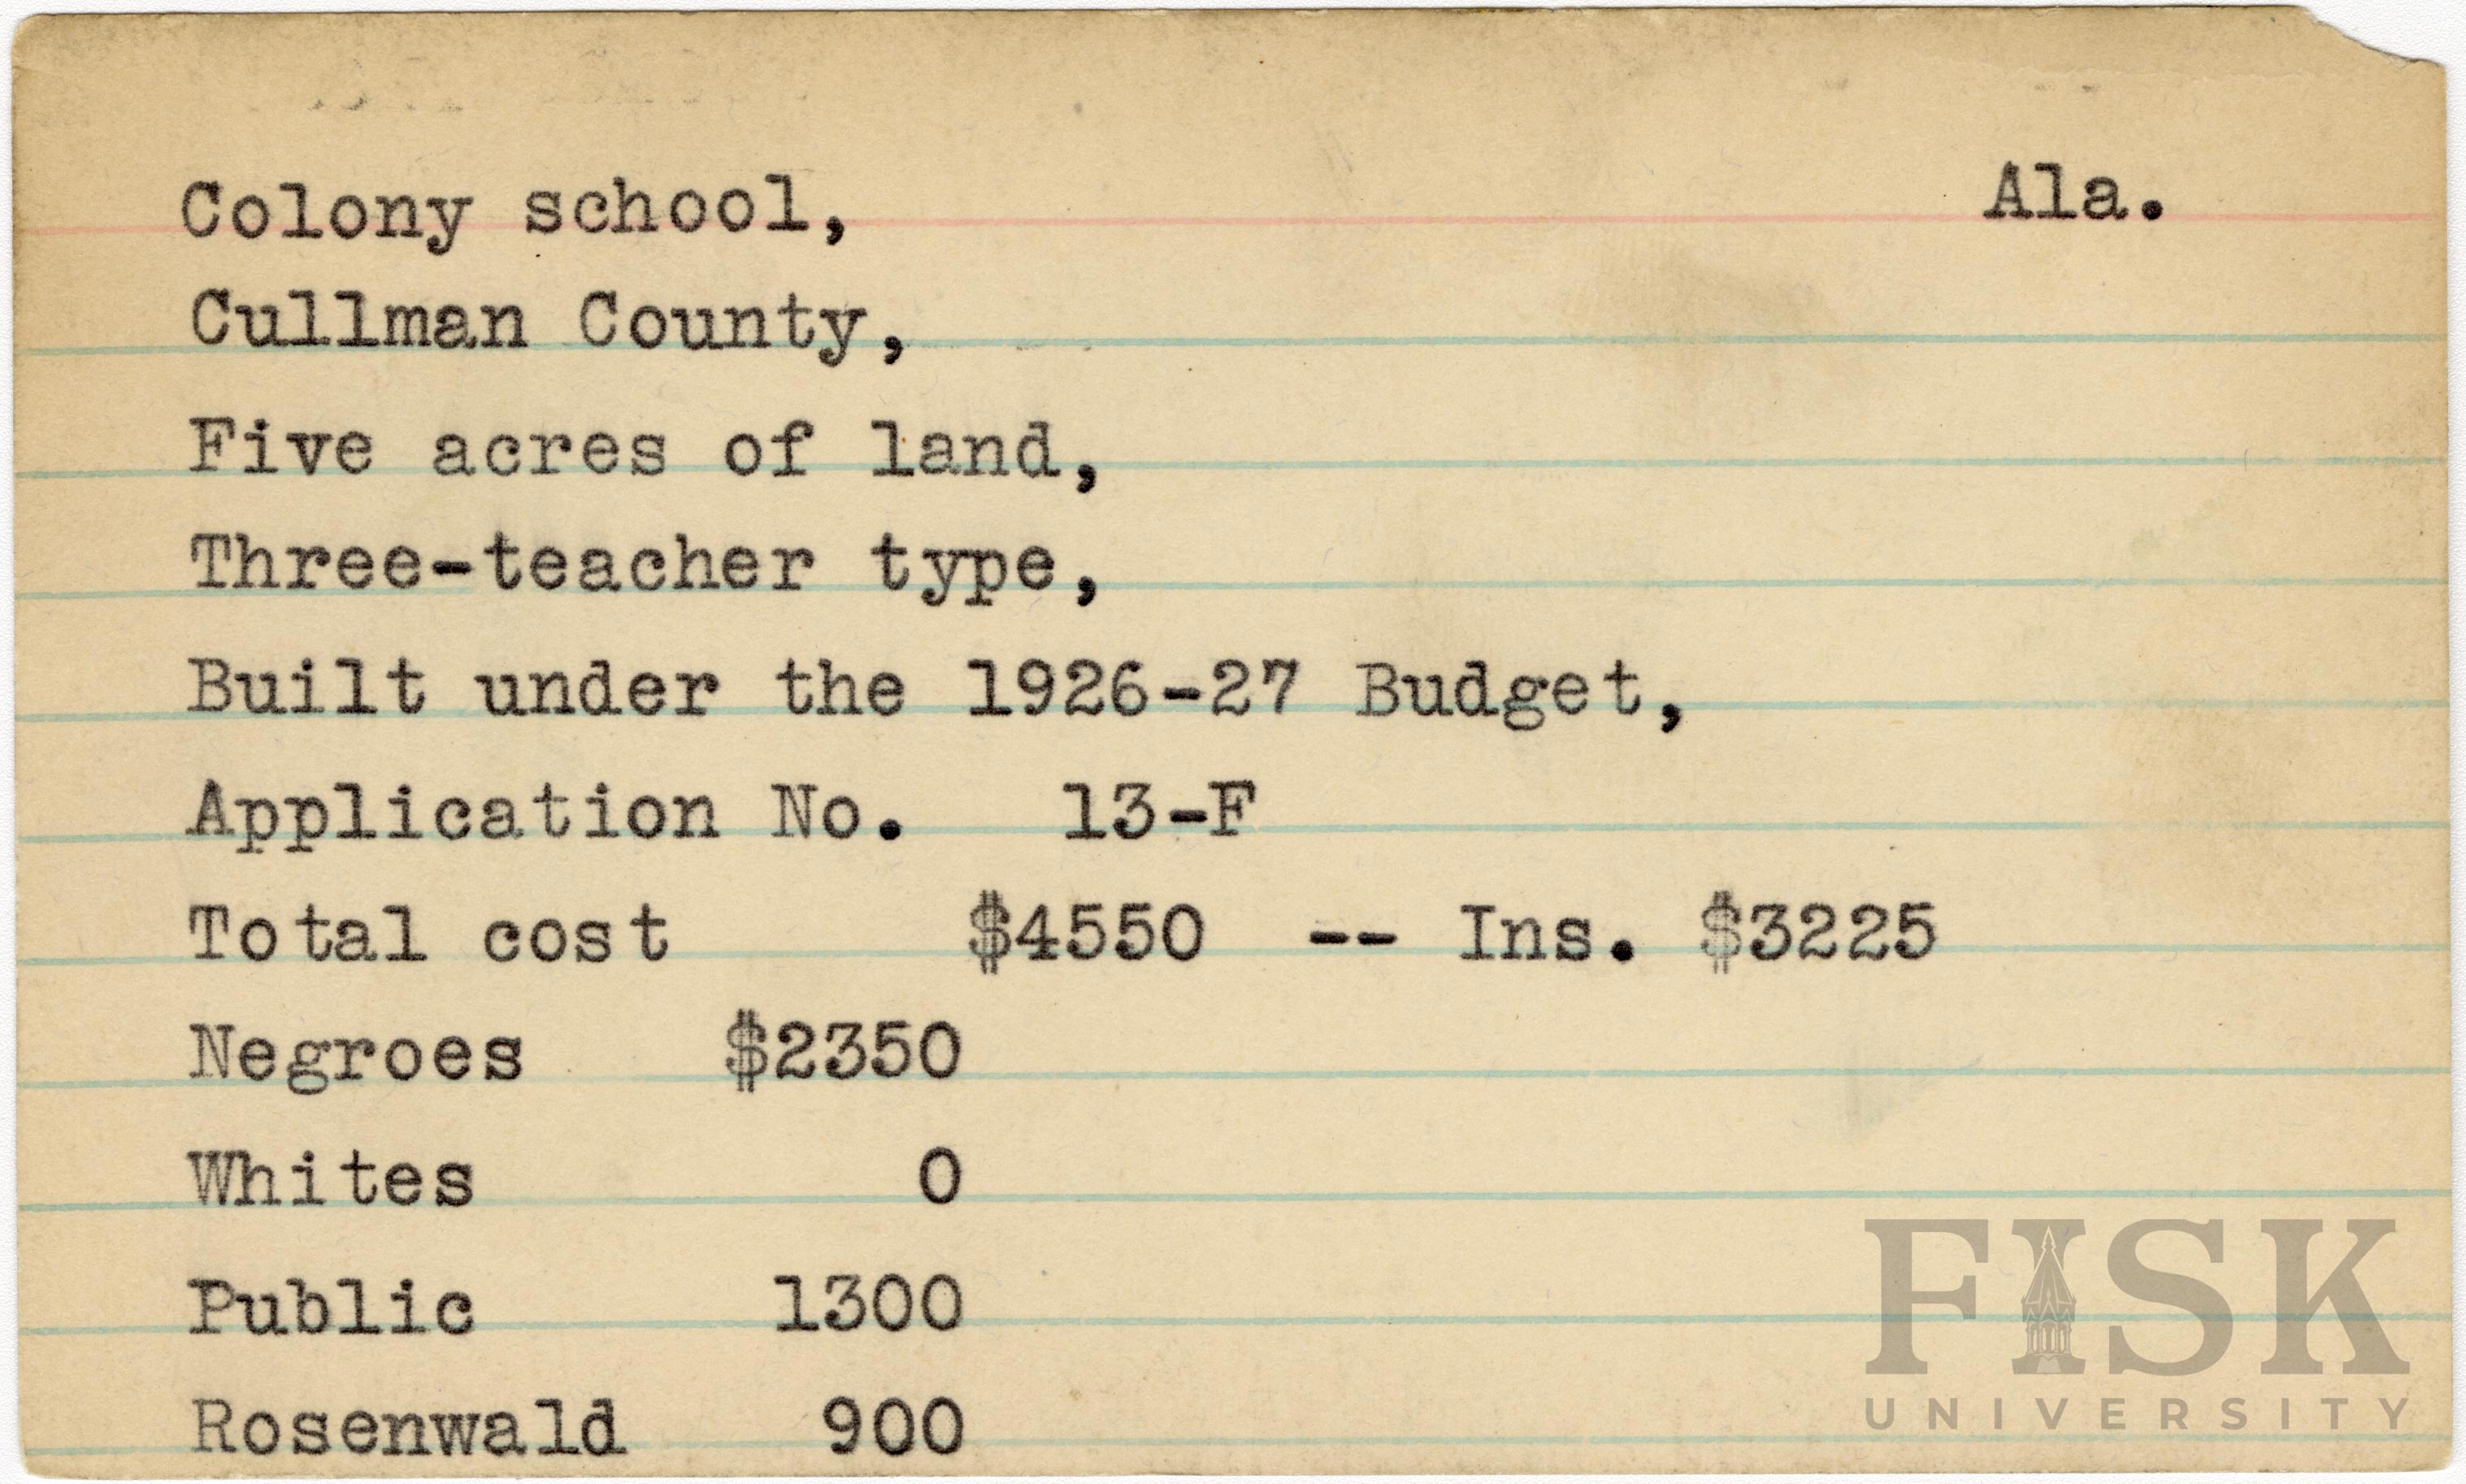 Colony school, Ala.
Cullman County,
Five acres of land,
Three-teacher type,
Built under the 1926-27 Budget,
Application No. 13-F
Total cost $4550 -- Ins. $3225
Negroes $2350
Whites 0
Public 1300
Rosenwald 900
FISK
UNIVERSITY